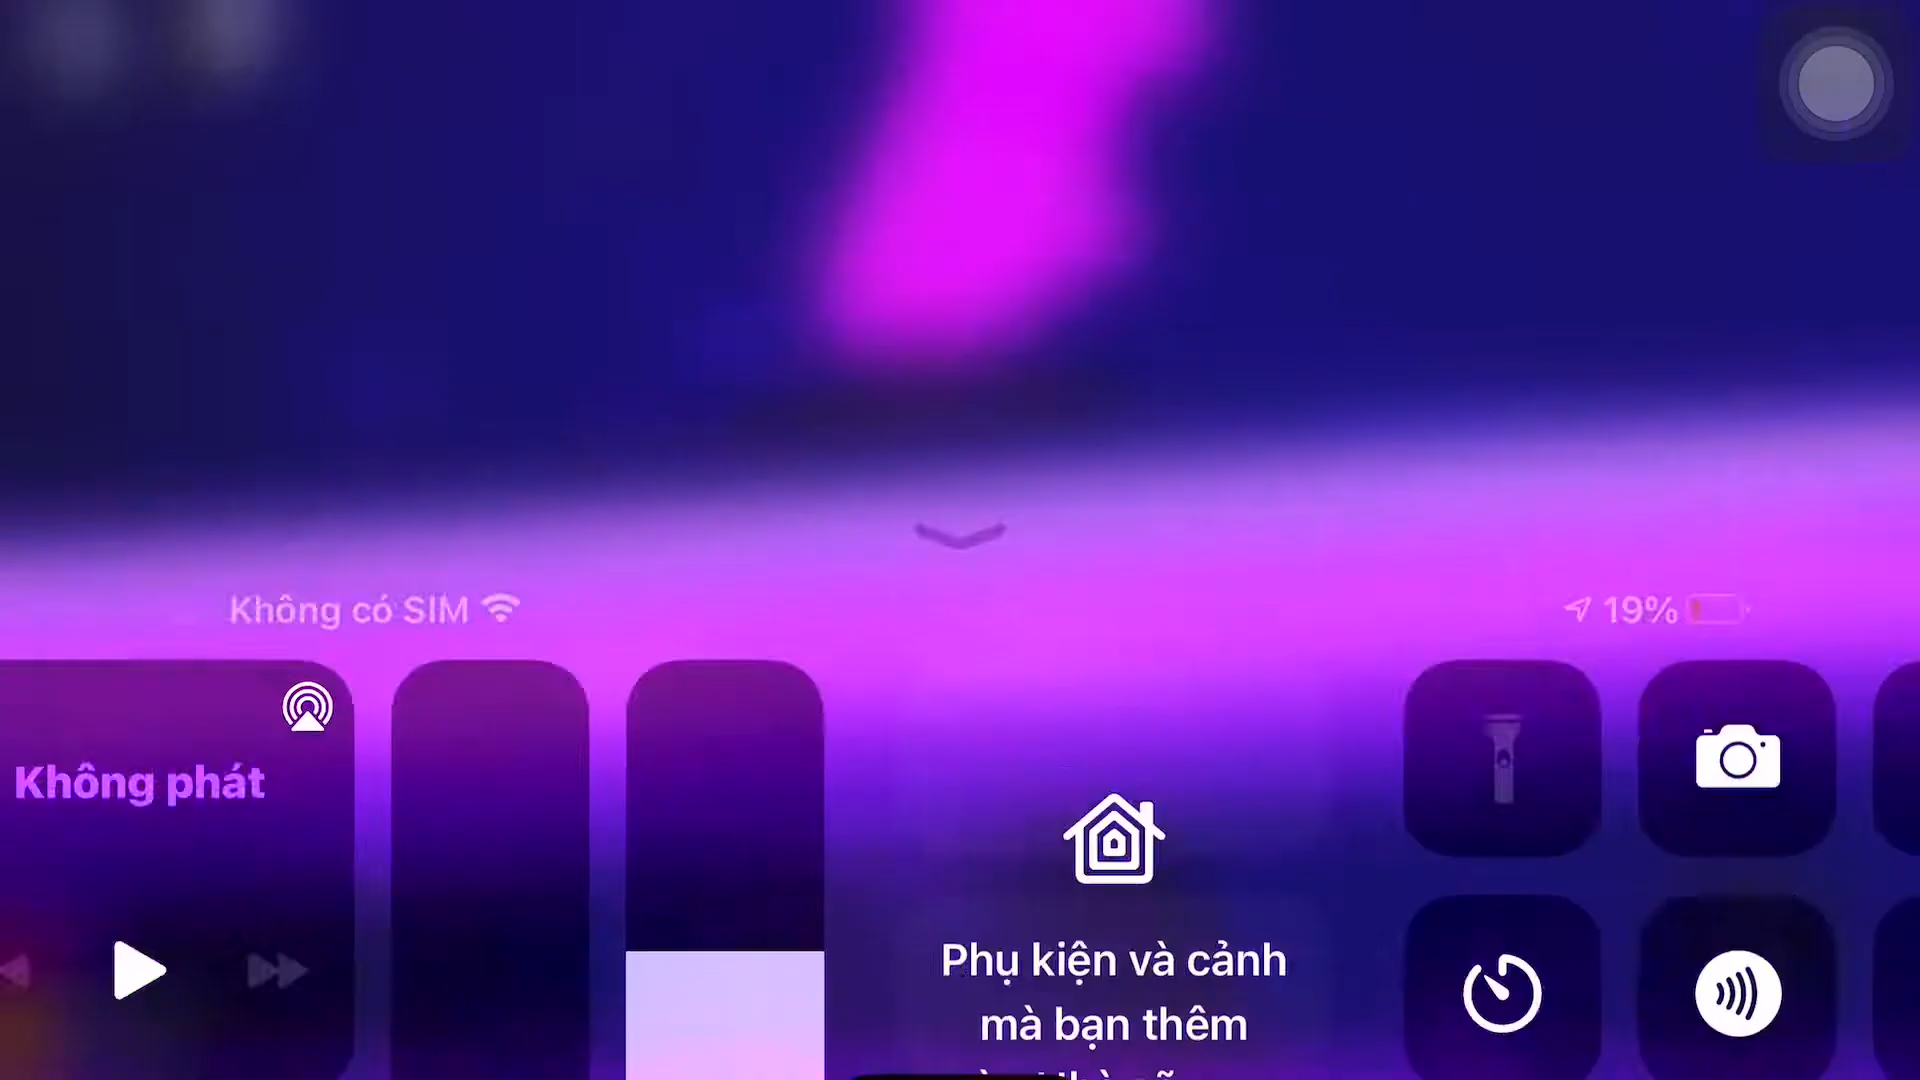 Không có SIM
19%
Không phát
Phụ kiện và cảnh
mà bạn thêm